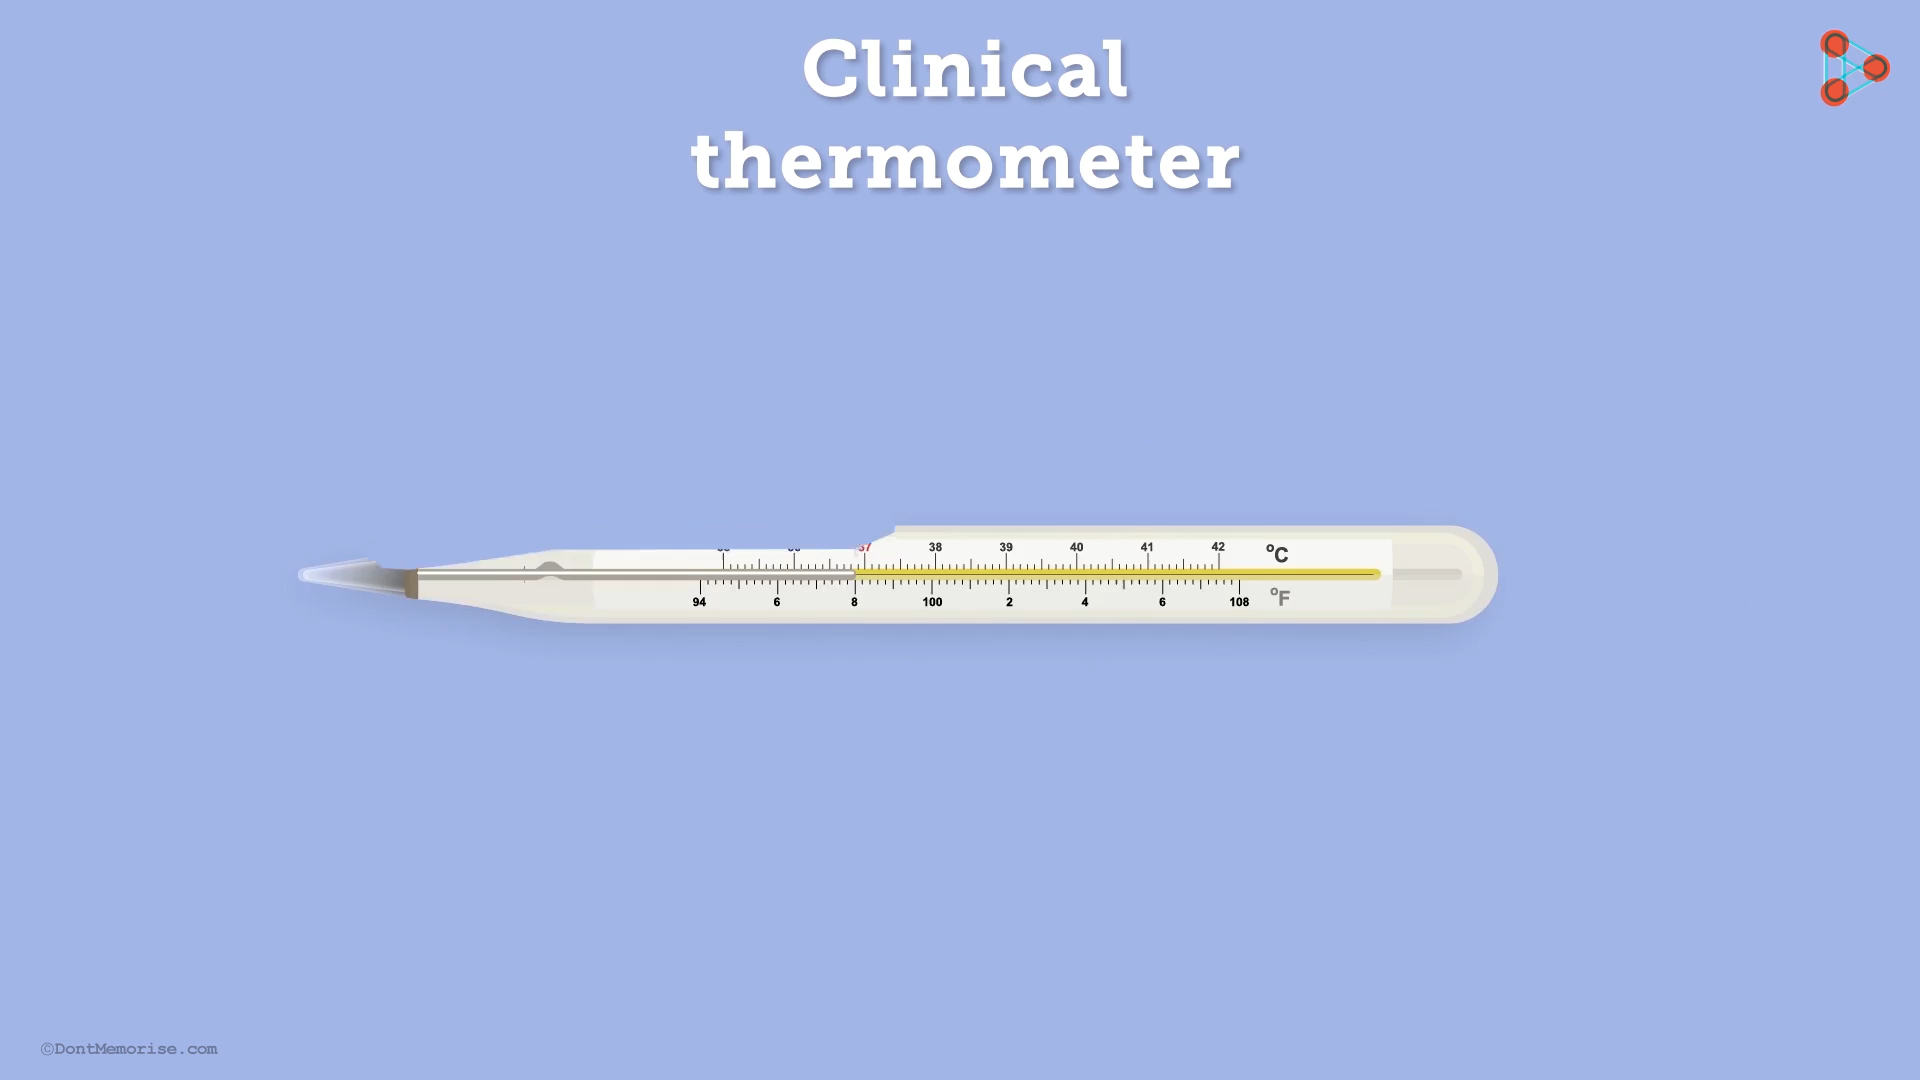 Clinical
thermometer
37 38 39 40 41 42 °C
94 6 8 100 2 4 6 108 °F
©DontMemorise.com